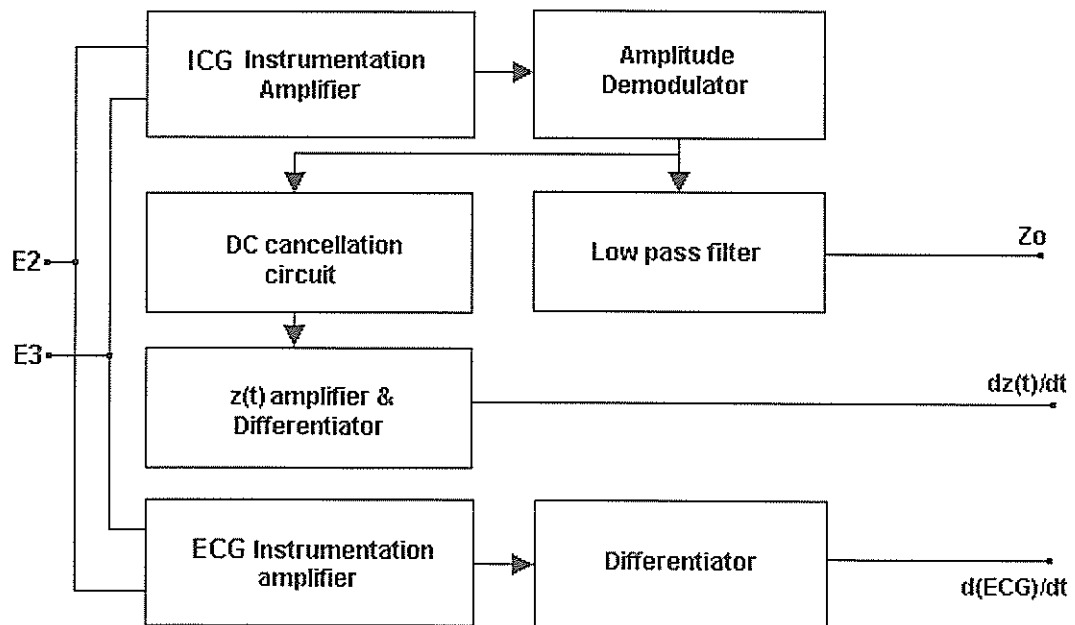 ICG Instrumentation
Amplifier
Amplitude
Demodulator
DC cancellation
circuit
Low pass filter
Zo
E2
E3
z(t) amplifier &
Differentiator
dz(t)/dt
ECG Instrumentation
amplifier
Differentiator
d(ECG)/dt